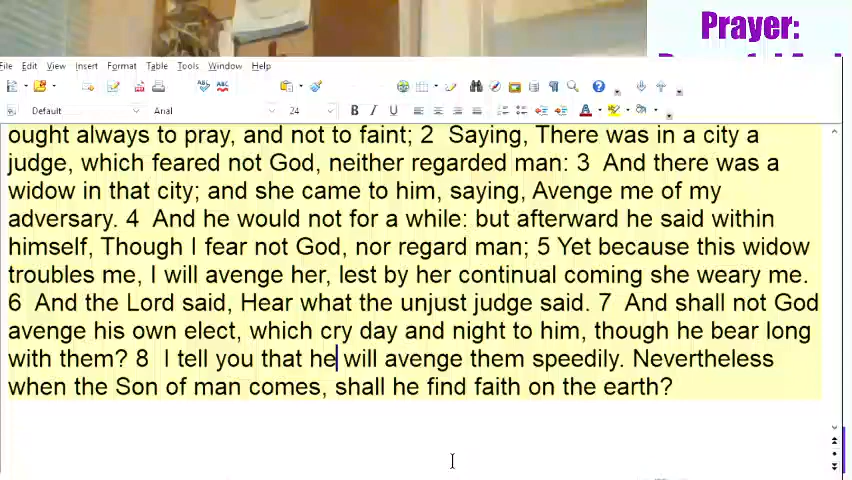 Prayer:
File Edit View Insert Format Table Tools Window Help
Default Arial 24 B I U
ought always to pray, and not to faint; 2 Saying, There was in a city a
judge, which feared not God, neither regarded man: 3 And there was a
widow in that city; and she came to him, saying, Avenge me of my
adversary. 4 And he would not for a while: but afterward he said within
himself, Though I fear not God, nor regard man; 5 Yet because this widow
troubles me, I will avenge her, lest by her continual coming she weary me.
6 And the Lord said, Hear what the unjust judge said. 7 And shall not God
avenge his own elect, which cry day and night to him, though he bear long
with them? 8 I tell you that he will avenge them speedily. Nevertheless
when the Son of man comes, shall he find faith on the earth?